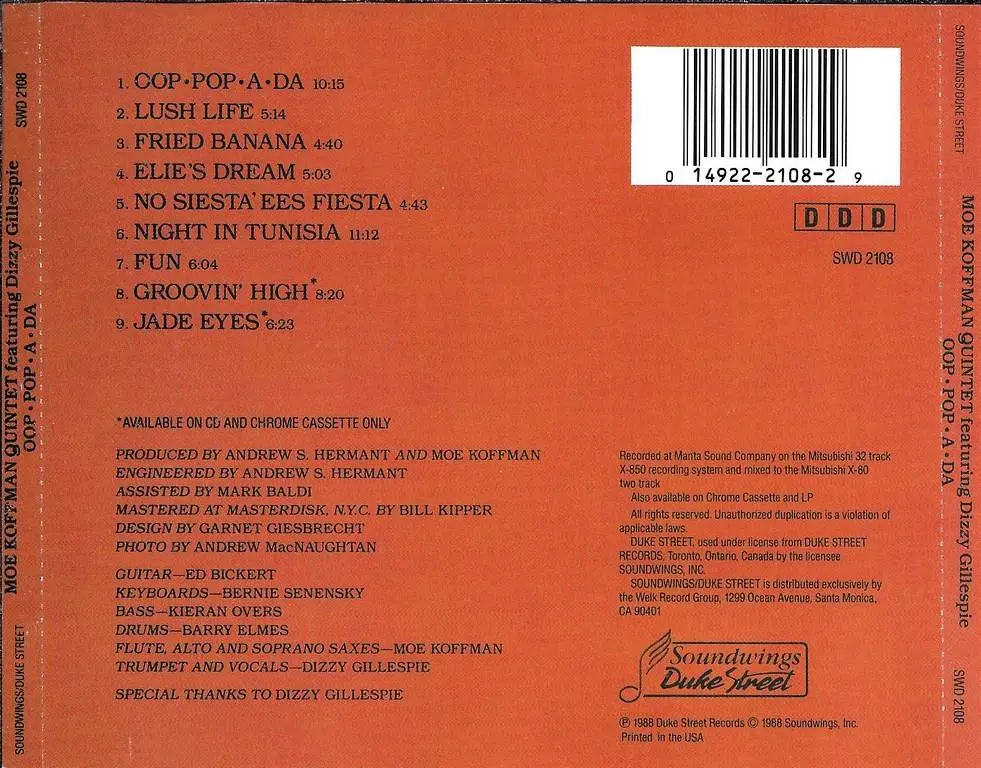 SWD 2108
MOE KOFFMAN QUINTET featuring Dizzy Gillespie
OOP•POP•A•DA
SOUNDWINGS/DUKE STREET
1. OOP•POP•A•DA 10:15
2. LUSH LIFE 5:14
3. FRIED BANANA 4:40
4. ELIE'S DREAM 5:03
5. NO SIESTA' EES FIESTA 4:43
6. NIGHT IN TUNISIA 11:12
7. FUN 6:04
8. GROOVIN' HIGH* 8:20
9. JADE EYES* 6:23
*AVAILABLE ON CD AND CHROME CASSETTE ONLY
PRODUCED BY ANDREW S. HERMANT AND MOE KOFFMAN
ENGINEERED BY ANDREW S. HERMANT
ASSISTED BY MARK BALDI
MASTERED AT MASTERDISK, N.Y.C. BY BILL KIPPER
DESIGN BY GARNET GIESBRECHT
PHOTO BY ANDREW MacNAUGHTAN
GUITAR—ED BICKERT
KEYBOARDS—BERNIE SENENSKY
BASS—KIERAN OVERS
DRUMS—BARRY ELMES
FLUTE, ALTO AND SOPRANO SAXES—MOE KOFFMAN
TRUMPET AND VOCALS—DIZZY GILLESPIE
SPECIAL THANKS TO DIZZY GILLESPIE
0 14922-2108-2 9
D D D
SWD 2108
Recorded at Manta Sound Company on the Mitsubishi 32 track
X-850 recording system and mixed to the Mitsubishi X-80
two track
Also available on Chrome Cassette and LP
All rights reserved. Unauthorized duplication is a violation of
applicable laws.
DUKE STREET, used under license from DUKE STREET
RECORDS, Toronto, Ontario, Canada by the licensee
SOUNDWINGS, INC.
SOUNDWINGS/DUKE STREET is distributed exclusively by
the Welk Record Group, 1299 Ocean Avenue, Santa Monica,
CA 90401
Soundwings
Duke Street
℗ 1988 Duke Street Records © 1988 Soundwings, Inc.
Printed in the USA
SOUNDWINGS/DUKE STREET
MOE KOFFMAN QUINTET featuring Dizzy Gillespie
OOP•POP•A•DA
SWD 2108